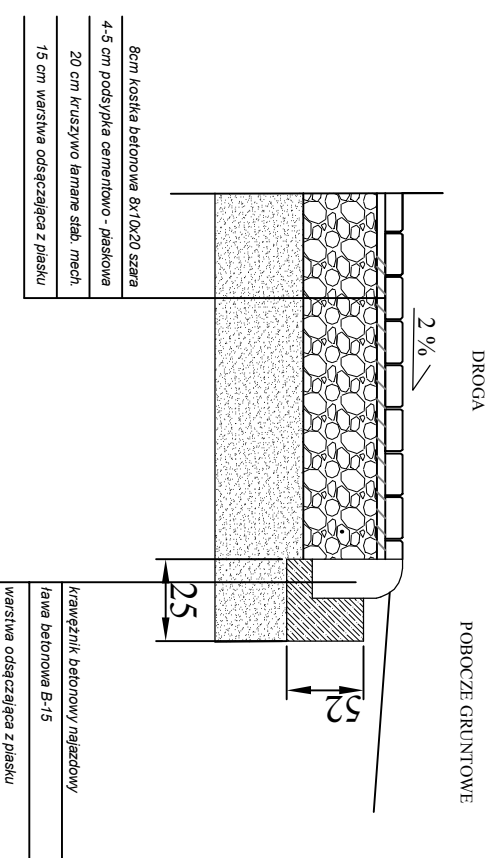 DROGA
POBOCZE GRUNTOWE
2 %
8cm kostka betonowa 8x10x20 szara
4-5 cm podsypka cementowo - piaskowa
20 cm kruszywo łamane stab. mech.
15 cm warstwa odsączająca z piasku
52
25
krawężnik betonowy najazdowy
ława betonowa B-15
warstwa odsączająca z piasku